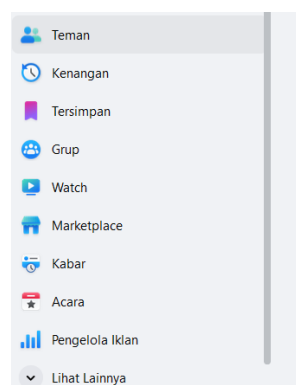 Teman
Kenangan
Tersimpan
Grup
Watch
Marketplace
Kabar
Acara
Pengelola Iklan
Lihat Lainnya